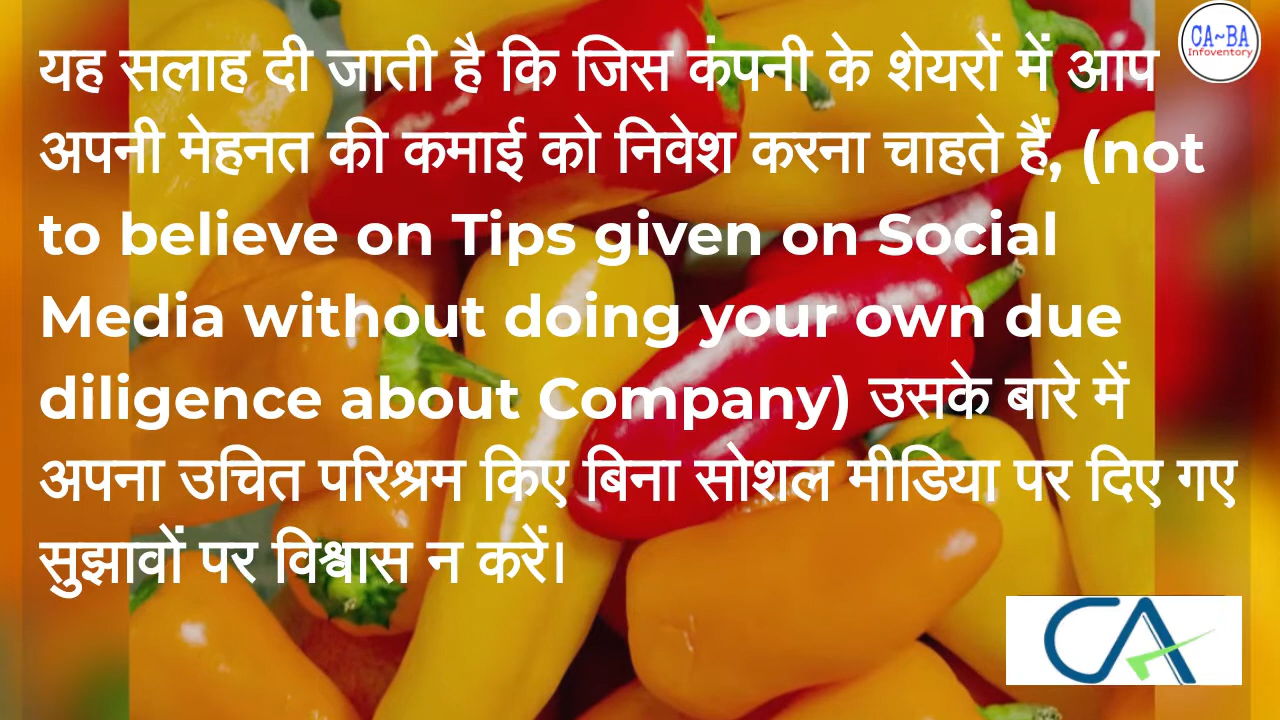 यह सलाह दी जाती है कि जिस कंपनी के शेयरों में आप
अपनी मेहनत की कमाई को निवेश करना चाहते हैं, (not
to believe on Tips given on Social
Media without doing your own due
diligence about Company) उसके बारे में
अपना उचित परिश्रम किए बिना सोशल मीडिया पर दिए गए
सुझावों पर विश्वास न करें।
CA~BA
Infoventory
CA